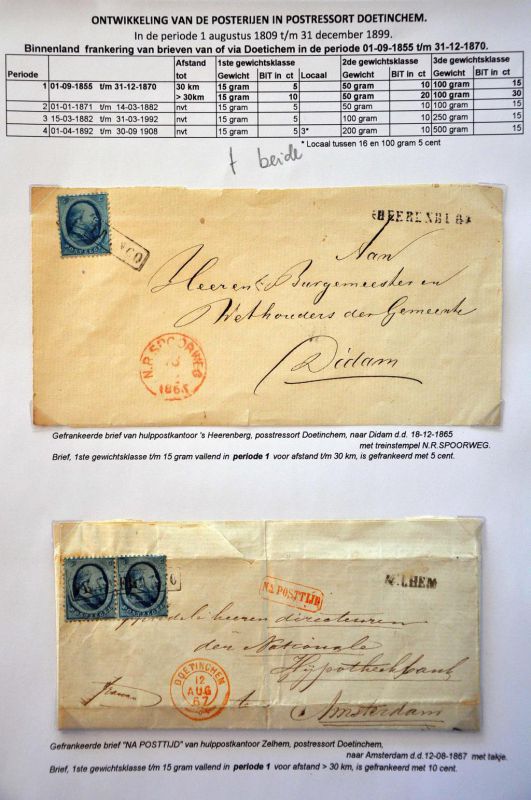 ONTWIKKELING VAN DE POSTERIJEN IN POSTRESSORT DOETINCHEM.
In de periode 1 augustus 1809 t/m 31 december 1899.
Binnenland frankering van brieven van of via Doetichem in de periode 01-09-1855 t/m 31-12-1870.
Afstand 1ste gewichtsklasse 2de gewichtsklasse 3de gewichtsklasse
Periode tot Gewicht BIT in ct Locaal Gewicht BIT in ct Gewicht BIT in ct
1 01-09-1855 t/m 31-12-1870 30 km 15 gram 5 50 gram 10 100 gram 15
> 30km 15 gram 10 50 gram 20 100 gram 30
2 01-01-1871 t/m 14-03-1882 nvt 15 gram 5 50 gram 10 100 gram 15
3 15-03-1882 t/m 31-03-1992 nvt 15 gram 5 100 gram 10 250 gram 15
4 01-04-1892 t/m 30-09 1908 nvt 15 gram 5 3* 200 gram 10 500 gram 15
* Locaal tussen 16 en 100 gram 5 cent
beide
HEERENBERG
Aan
Heeren Burgemeester en
Wethouders der Gemeente
Didam
N.R.SPOORWEG
1865
Gefrankeerde brief van hulppostkantoor 's Heerenberg, posstressort Doetinchem, naar Didam d.d. 18-12-1865
met treinstempel N.R.SPOORWEG.
Brief, 1ste gewichtsklasse t/m 15 gram vallend in periode 1 voor afstand t/m 30 km, is gefrankeerd met 5 cent.
NA POSTTIJD
heeren directeuren
den Nationale
Hypotheekbank
te
Amsterdam
franco
DOETINCHEM
12
AUG
67
Gefrankeerde brief "NA POSTTIJD" van hulppostkantoor Zelhem, postressort Doetinchem,
naar Amsterdam d.d.12-08-1867 met takje.
Brief, 1ste gewichtsklasse t/m 15 gram vallend in periode 1 voor afstand > 30 km, is gefrankeerd met 10 cent.